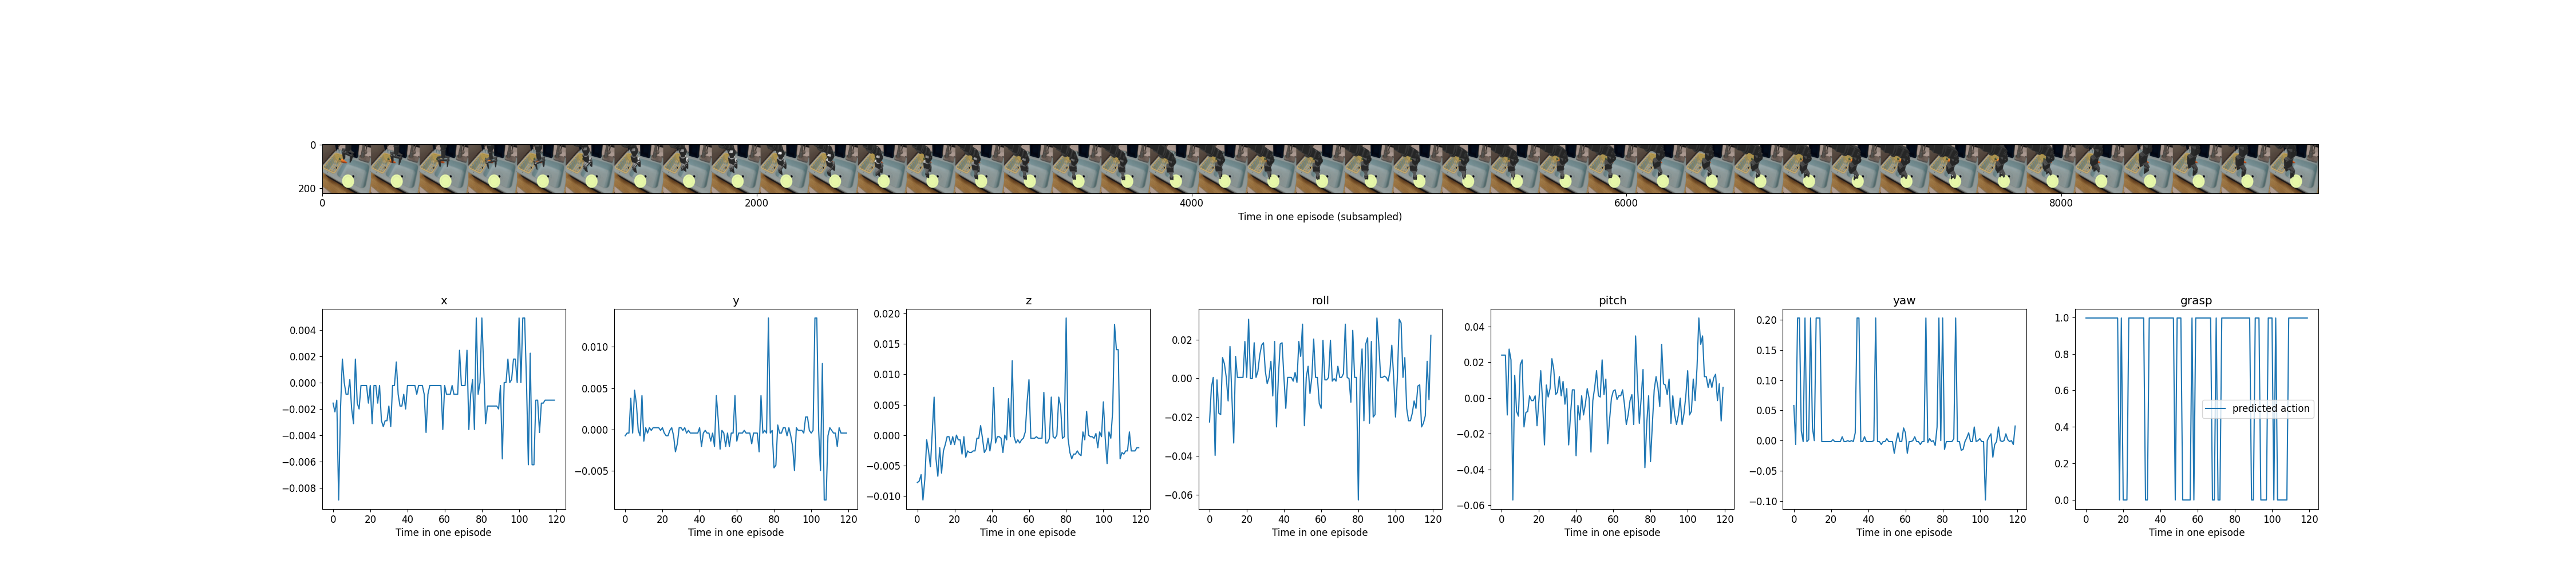 0
200
0 2000 4000 6000 8000
Time in one episode (subsampled)
x y z roll pitch yaw grasp
0.004
0.002
0.000
−0.002
−0.004
−0.006
−0.008
0 20 40 60 80 100 120
Time in one episode
0.010
0.005
0.000
−0.005
0 20 40 60 80 100 120
Time in one episode
0.020
0.015
0.010
0.005
0.000
−0.005
−0.010
0 20 40 60 80 100 120
Time in one episode
0.02
0.00
−0.02
−0.04
−0.06
0 20 40 60 80 100 120
Time in one episode
0.04
0.02
0.00
−0.02
−0.04
−0.06
0 20 40 60 80 100 120
Time in one episode
0.20
0.15
0.10
0.05
0.00
−0.05
−0.10
0 20 40 60 80 100 120
Time in one episode
1.0
0.8
0.6
0.4
0.2
0.0
predicted action
0 20 40 60 80 100 120
Time in one episode